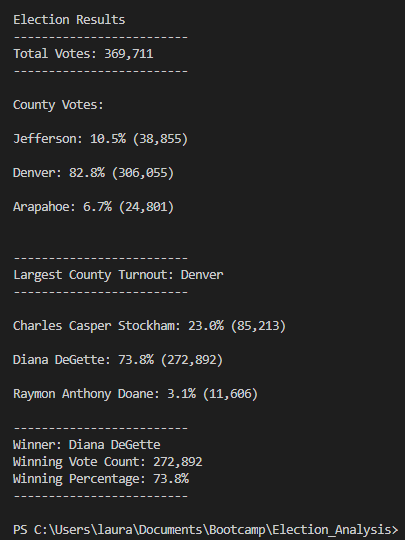 Election Results
-------------------------
Total Votes: 369,711
-------------------------
County Votes:
Jefferson: 10.5% (38,855)
Denver: 82.8% (306,055)
Arapahoe: 6.7% (24,801)
-------------------------
Largest County Turnout: Denver
-------------------------
Charles Casper Stockham: 23.0% (85,213)
Diana DeGette: 73.8% (272,892)
Raymon Anthony Doane: 3.1% (11,606)
-------------------------
Winner: Diana DeGette
Winning Vote Count: 272,892
Winning Percentage: 73.8%
-------------------------
PS C:\Users\laura\Documents\Bootcamp\Election_Analysis>